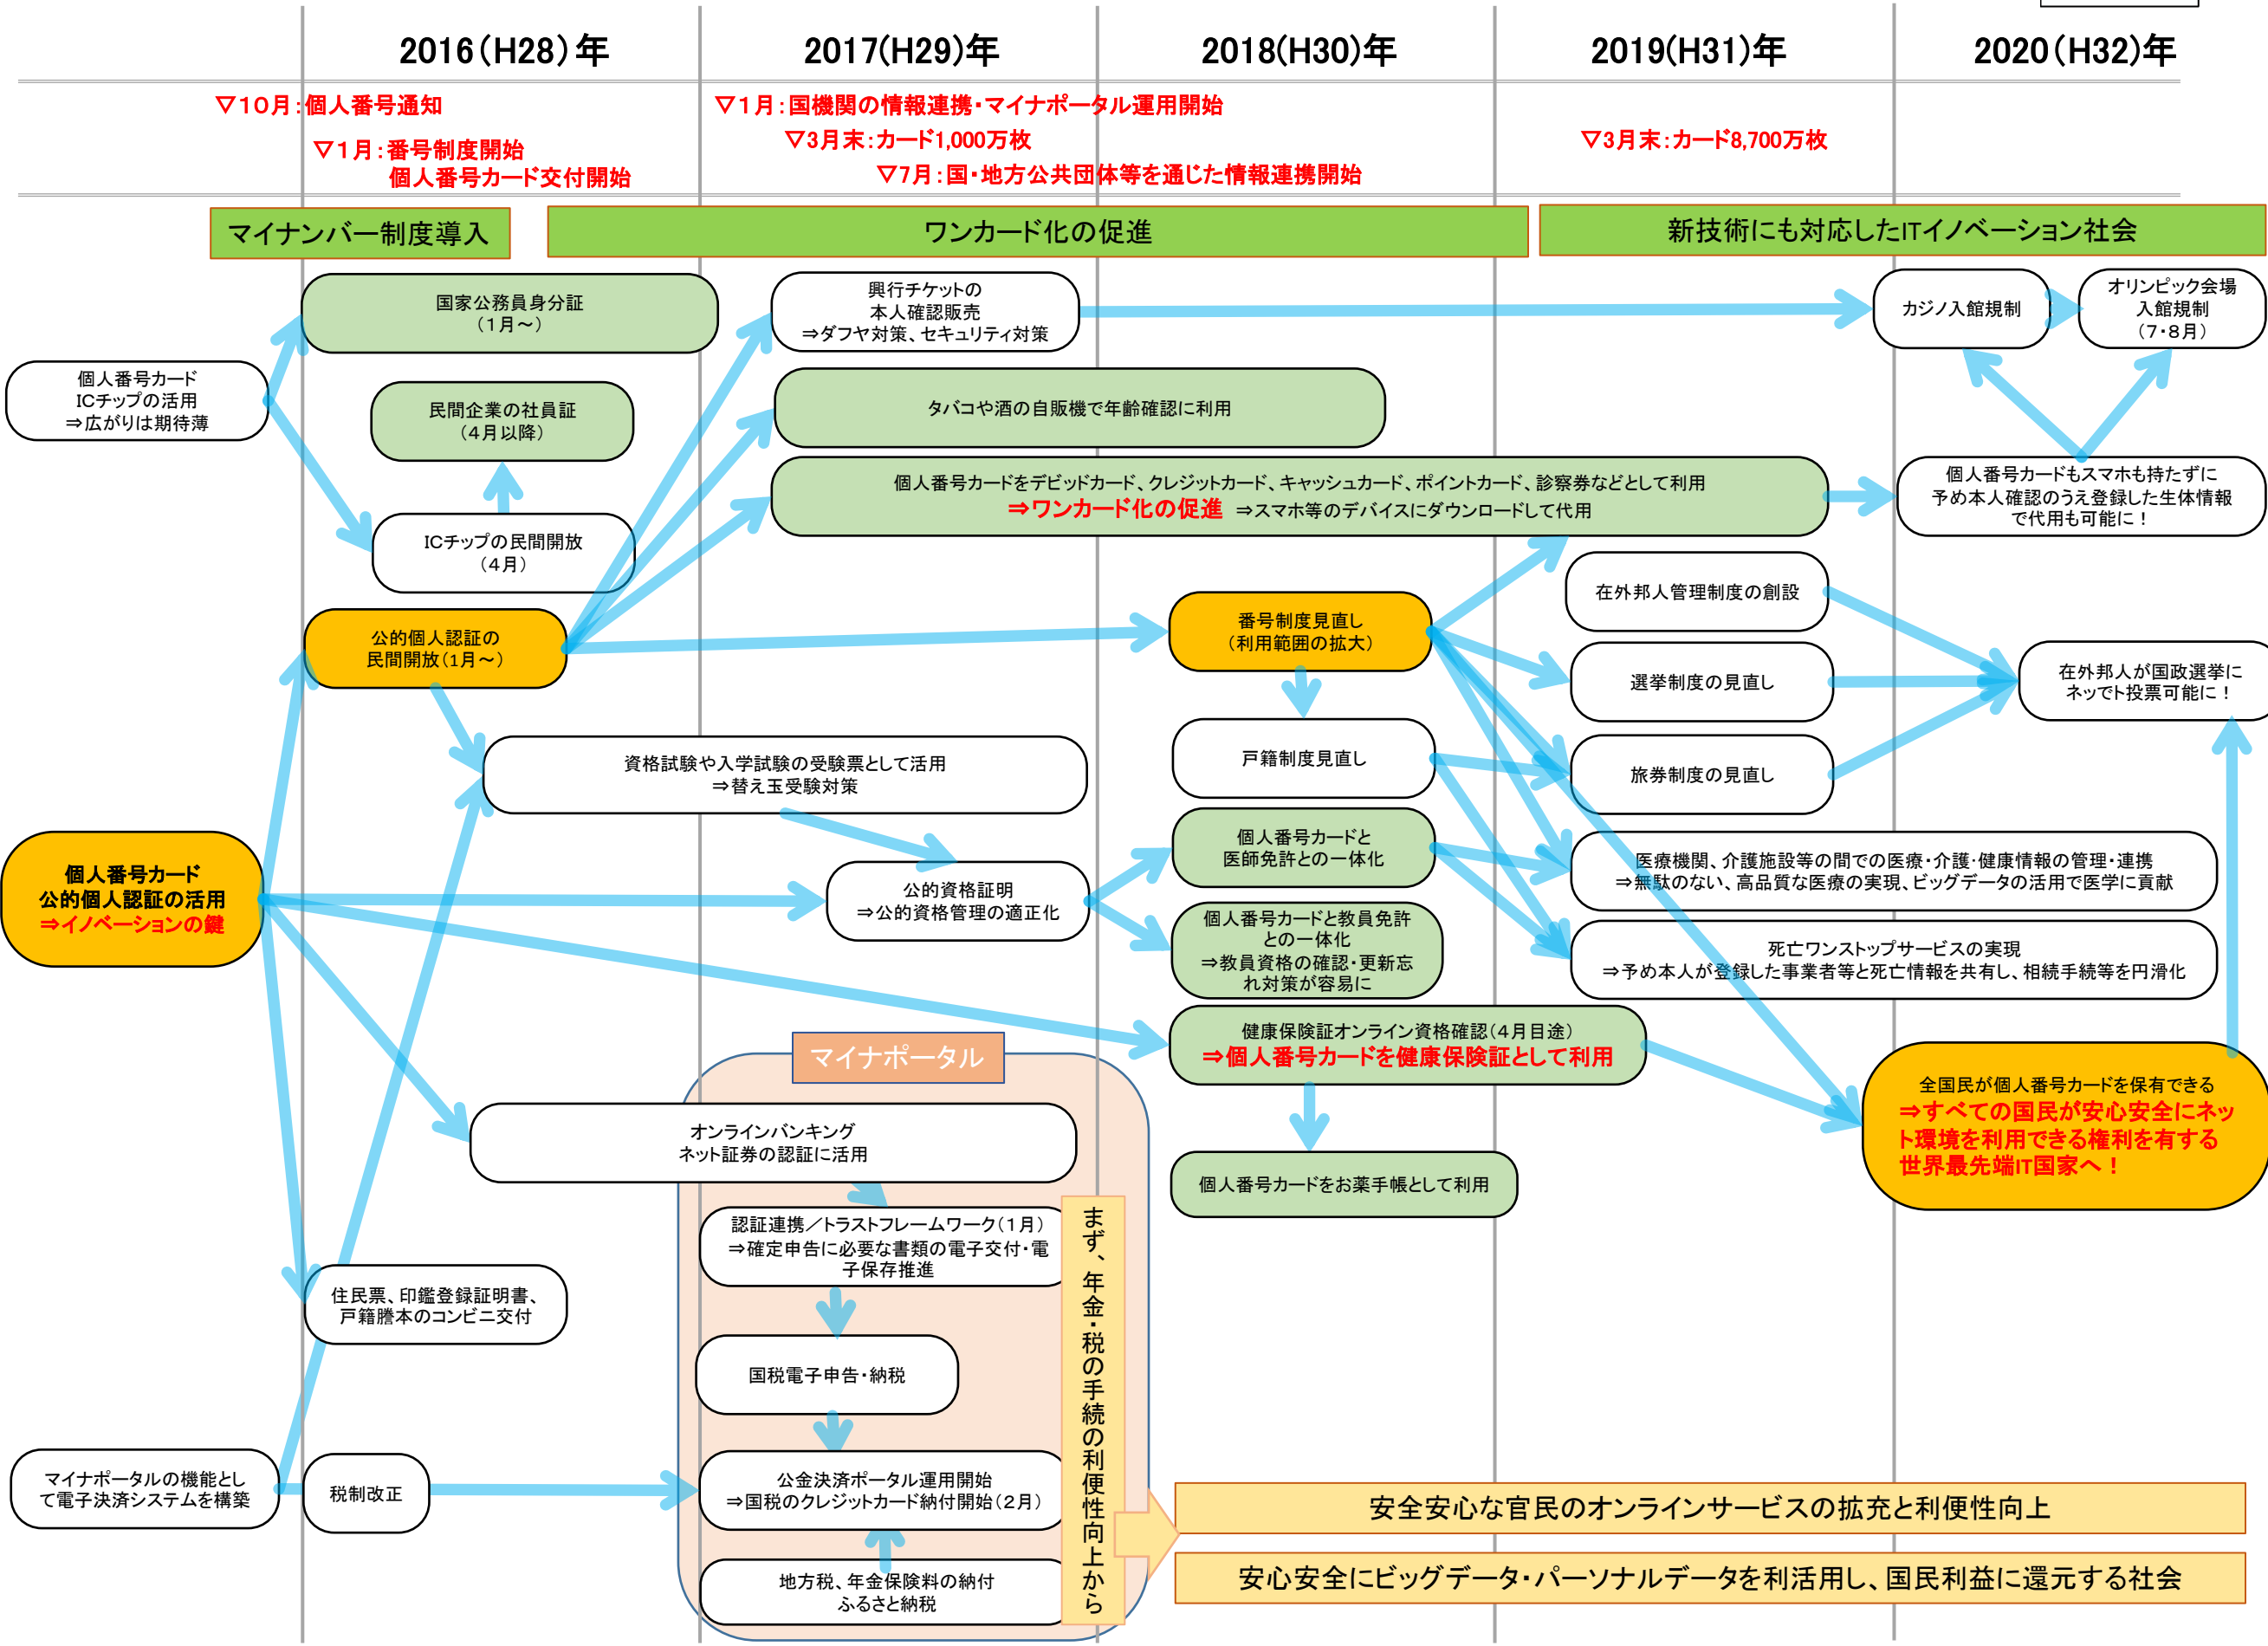 2016（H28）年
2017(H29)年
2018(H30)年
2019(H31)年
2020（H32)年
▽10月：個人番号通知
▽１月：番号制度開始
個人番号カード交付開始
▽１月：国機関の情報連携・マイナポータル運用開始
▽3月末：カード1,000万枚
▽7月：国・地方公共団体等を通じた情報連携開始
▽3月末：カード8,700万枚
マイナンバー制度導入
ワンカード化の促進
新技術にも対応したITイノベーション社会
個人番号カード
ICチップの活用
⇒広がりは期待薄
国家公務員身分証
（１月～）
民間企業の社員証
（４月以降）
ICチップの民間開放
（４月）
公的個人認証の
民間開放（1月～）
興行チケットの
本人確認販売
⇒ダフヤ対策、セキュリティ対策
タバコや酒の自販機で年齢確認に利用
個人番号カードをデビッドカード、クレジットカード、キャッシュカード、ポイントカード、診察券などとして利用
⇒ワンカード化の促進　⇒スマホ等のデバイスにダウンロードして代用
カジノ入館規制
オリンピック会場
入館規制
（７・８月）
個人番号カードもスマホも持たずに
予め本人確認のうえ登録した生体情報
で代用も可能に！
番号制度見直し
（利用範囲の拡大）
在外邦人管理制度の創設
選挙制度の見直し
旅券制度の見直し
在外邦人が国政選挙に
ネッでト投票可能に！
戸籍制度見直し
資格試験や入学試験の受験票として活用
⇒替え玉受験対策
個人番号カード
公的個人認証の活用
⇒イノベーションの鍵
公的資格証明
⇒公的資格管理の適正化
個人番号カードと
医師免許との一体化
個人番号カードと教員免許
との一体化
⇒教員資格の確認・更新忘
れ対策が容易に
医療機関、介護施設等の間での医療・介護・健康情報の管理・連携
⇒無駄のない、高品質な医療の実現、ビッグデータの活用で医学に貢献
死亡ワンストップサービスの実現
⇒予め本人が登録した事業者等と死亡情報を共有し、相続手続等を円滑化
健康保険証オンライン資格確認（４月目途）
⇒個人番号カードを健康保険証として利用
個人番号カードをお薬手帳として利用
全国民が個人番号カードを保有できる
⇒すべての国民が安心安全にネッ
ト環境を利用できる権利を有する
世界最先端IT国家へ！
マイナポータル
オンラインバンキング
ネット証券の認証に活用
認証連携／トラストフレームワーク（１月）
⇒確定申告に必要な書類の電子交付・電
子保存推進
国税電子申告・納税
公金決済ポータル運用開始
⇒国税のクレジットカード納付開始（２月）
地方税、年金保険料の納付
ふるさと納税
まず、年金・税の手続の利便性向上から
住民票、印鑑登録証明書、
戸籍謄本のコンビニ交付
マイナポータルの機能とし
て電子決済システムを構築
税制改正
安全安心な官民のオンラインサービスの拡充と利便性向上
安心安全にビッグデータ・パーソナルデータを利活用し、国民利益に還元する社会